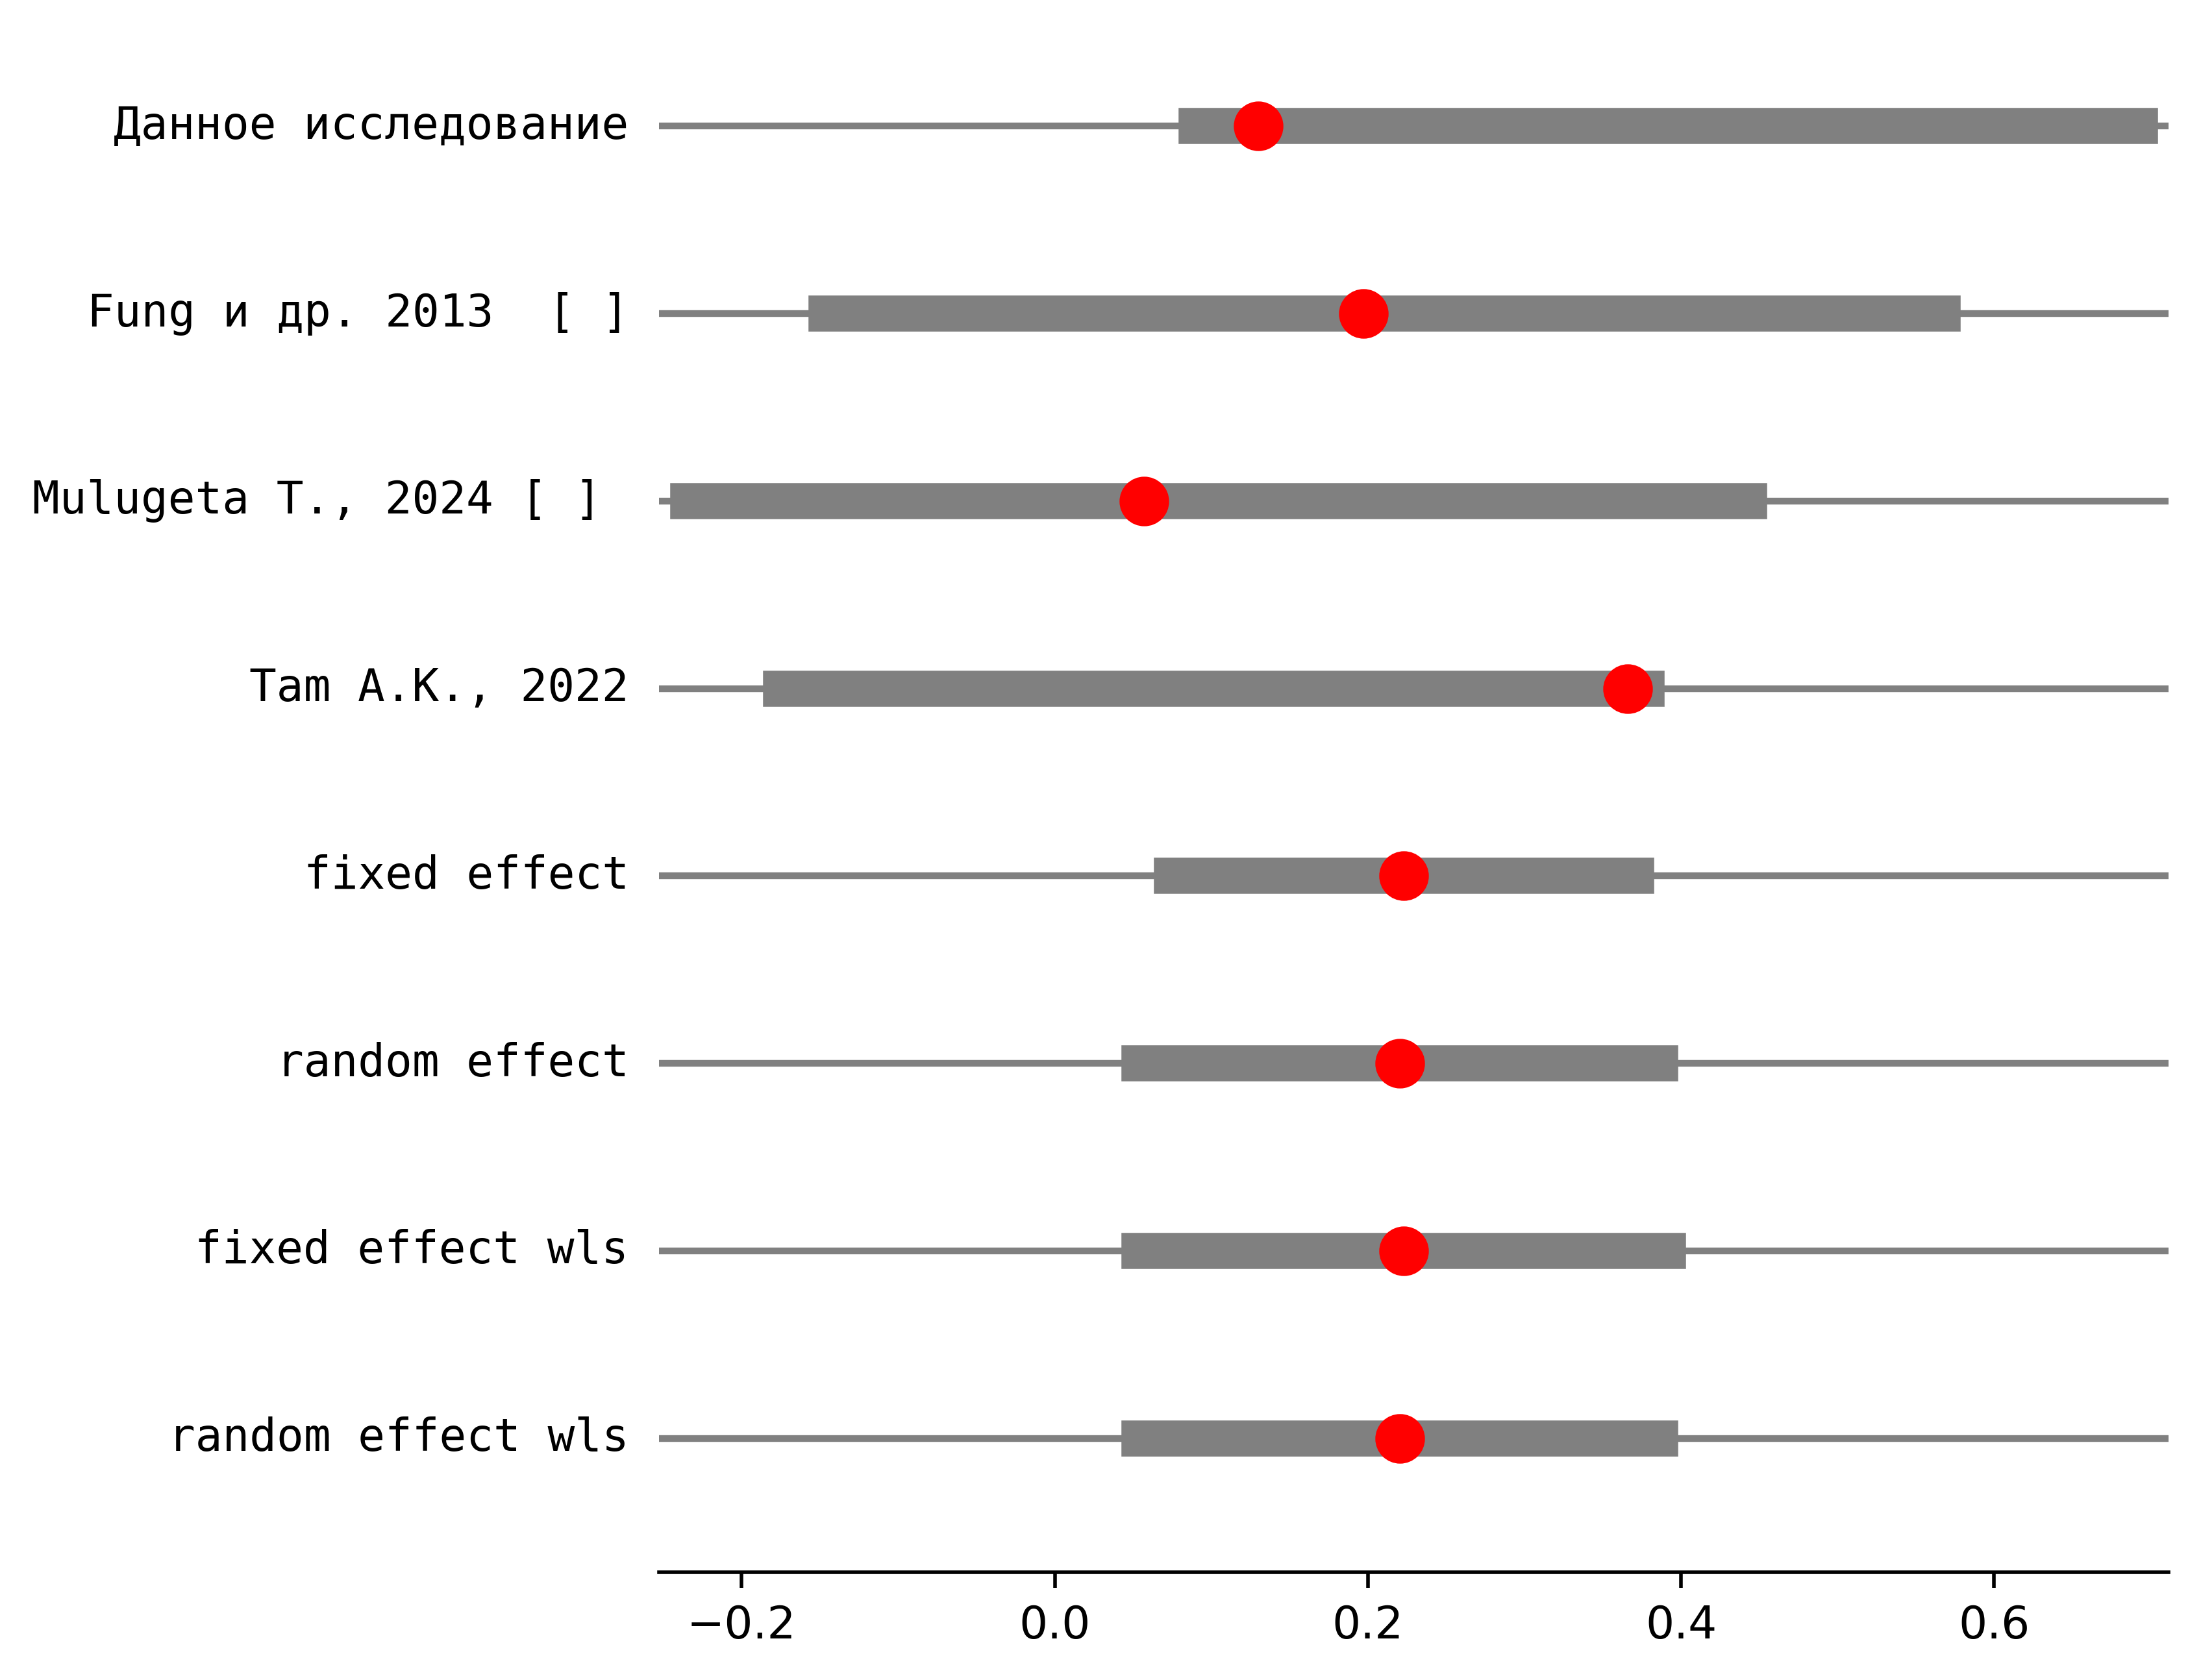 Данное исследование
Fung и др. 2013  [ ]
Mulugeta T., 2024 [ ]
Tam A.K., 2022
fixed effect
random effect
fixed effect wls
random effect wls
−0.2 0.0 0.2 0.4 0.6